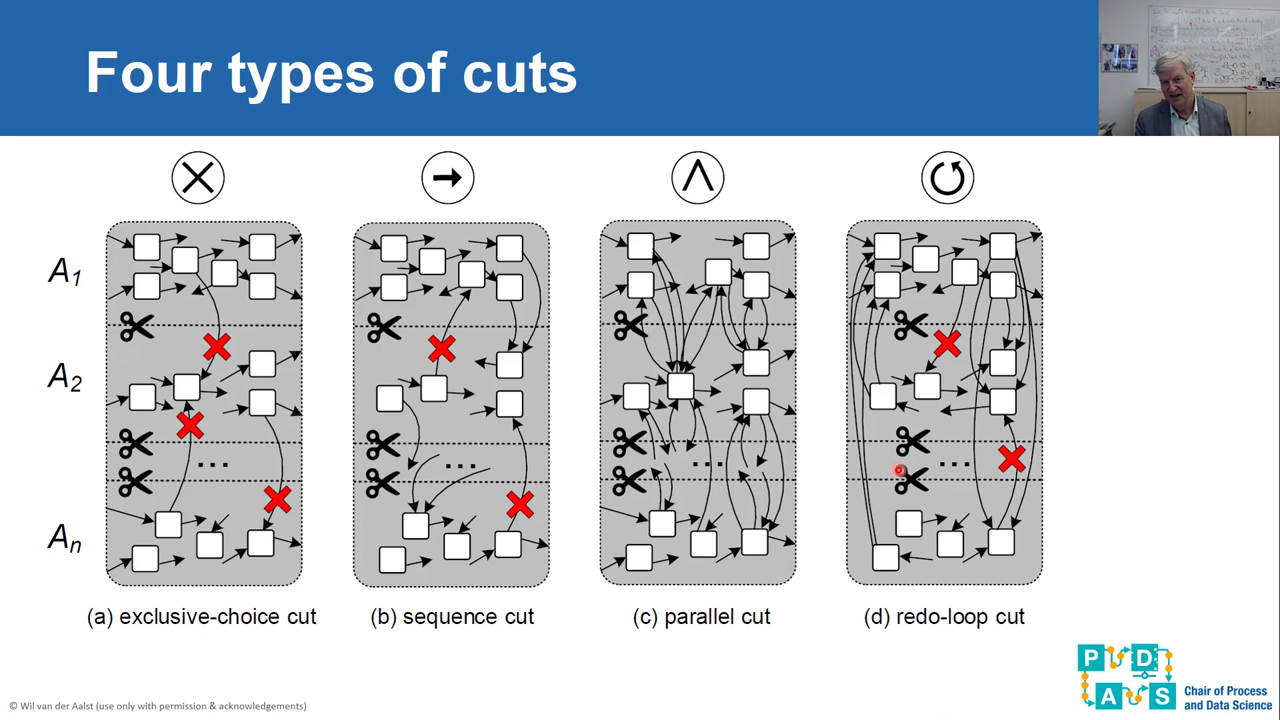 Four types of cuts
A1
A2
...
An
(a) exclusive-choice cut
(b) sequence cut
(c) parallel cut
(d) redo-loop cut
P D
A S
Chair of Process
and Data Science
© Wil van der Aalst (use only with permission & acknowledgements)